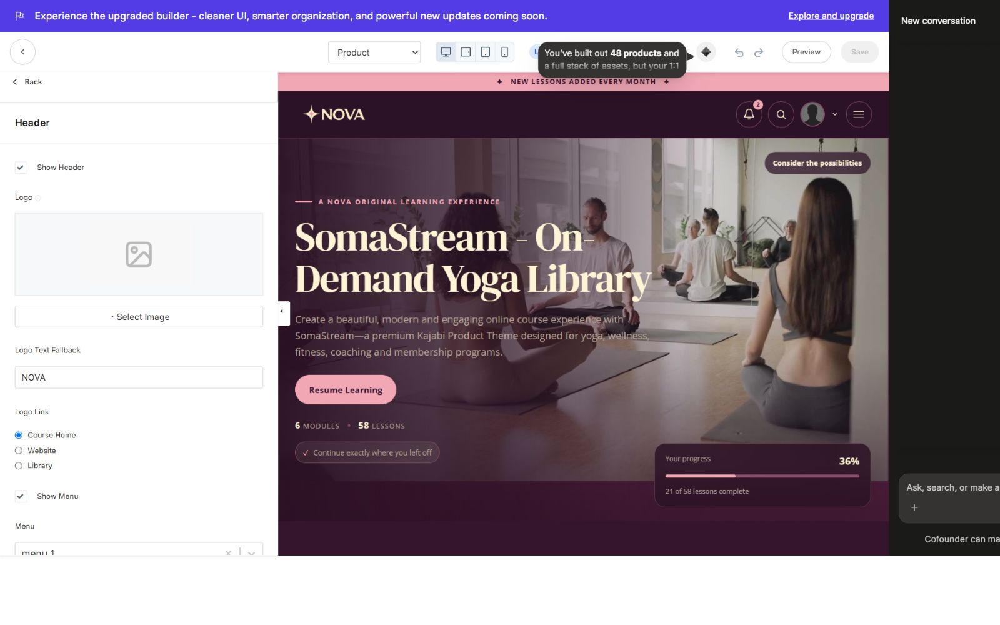 Experience the upgraded builder - cleaner UI, smarter organization, and powerful new updates coming soon.
Explore and upgrade
New conversation
Product
You've built out 48 products and
a full stack of assets, but your 1:1
Preview
Save
Back
Header
Show Header
Logo
Select Image
Logo Text Fallback
NOVA
Logo Link
Course Home
Website
Library
Show Menu
Menu
menu 1
✦ NEW LESSONS ADDED EVERY MONTH ✦
NOVA
2
Consider the possibilities
A NOVA ORIGINAL LEARNING EXPERIENCE
SomaStream - On-
Demand Yoga Library
Create a beautiful, modern and engaging online course experience with
SomaStream—a premium Kajabi Product Theme designed for yoga, wellness,
fitness, coaching and membership programs.
Resume Learning
6 MODULES • 58 LESSONS
✓ Continue exactly where you left off
Your progress
36%
21 of 58 lessons complete
Ask, search, or make a
Cofounder can ma